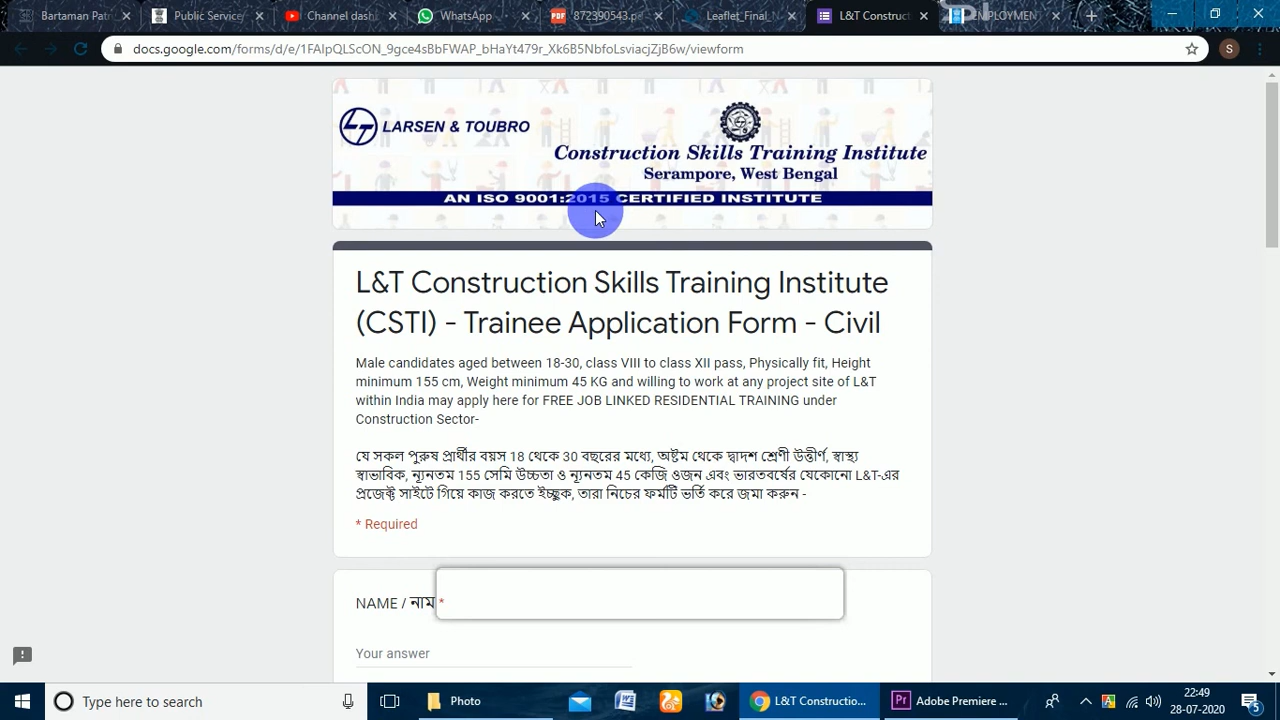 Bartaman Patr
Public Service
Channel dash
WhatsApp
872390543.pd
Leaflet_Final_N
L&T Construc
EMPLOYMEN
docs.google.com/forms/d/e/1FAIpQLScON_9gce4sBbFWAP_bHaYt479r_Xk6B5NbfoLsviacjZjB6w/viewform
S
LARSEN & TOUBRO
Construction Skills Training Institute
Serampore, West Bengal
AN ISO 9001:2015 CERTIFIED INSTITUTE
L&T Construction Skills Training Institute
(CSTI) - Trainee Application Form - Civil
Male candidates aged between 18-30, class VIII to class XII pass, Physically fit, Height
minimum 155 cm, Weight minimum 45 KG and willing to work at any project site of L&T
within India may apply here for FREE JOB LINKED RESIDENTIAL TRAINING under
Construction Sector-
যে সকল পুরুষ প্রার্থীর বয়স 18 থেকে 30 বছরের মধ্যে, অষ্টম থেকে দ্বাদশ শ্রেণী উত্তীর্ণ, স্বাস্থ্য
স্বাভাবিক, ন্যূনতম 155 সেমি উচ্চতা ও ন্যূনতম 45 কেজি ওজন এবং ভারতবর্ষের যেকোনো L&T-এর
প্রজেক্ট সাইটে গিয়ে কাজ করতে ইচ্ছুক, তারা নিচের ফর্মটি ভর্তি করে জমা করুন -
* Required
NAME / নাম *
Your answer
Type here to search
Photo
L&T Constructio...
Adobe Premiere ...
22:49
28-07-2020
5